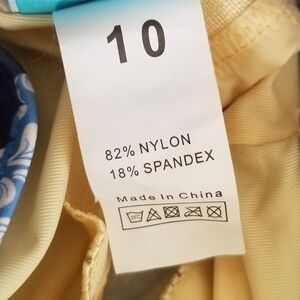 10
82% NYLON
18% SPANDEX
Made In China